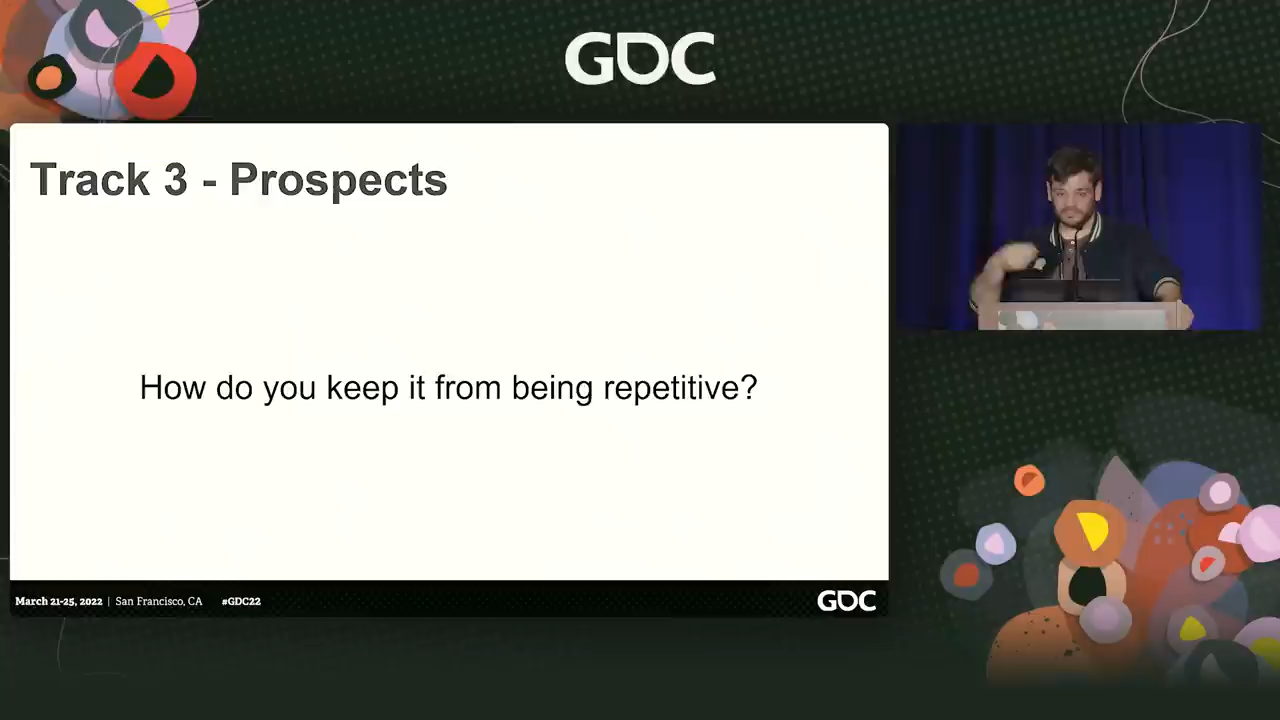 GDC
Track 3 - Prospects
How do you keep it from being repetitive?
March 21-25, 2022 | San Francisco, CA #GDC22
GDC